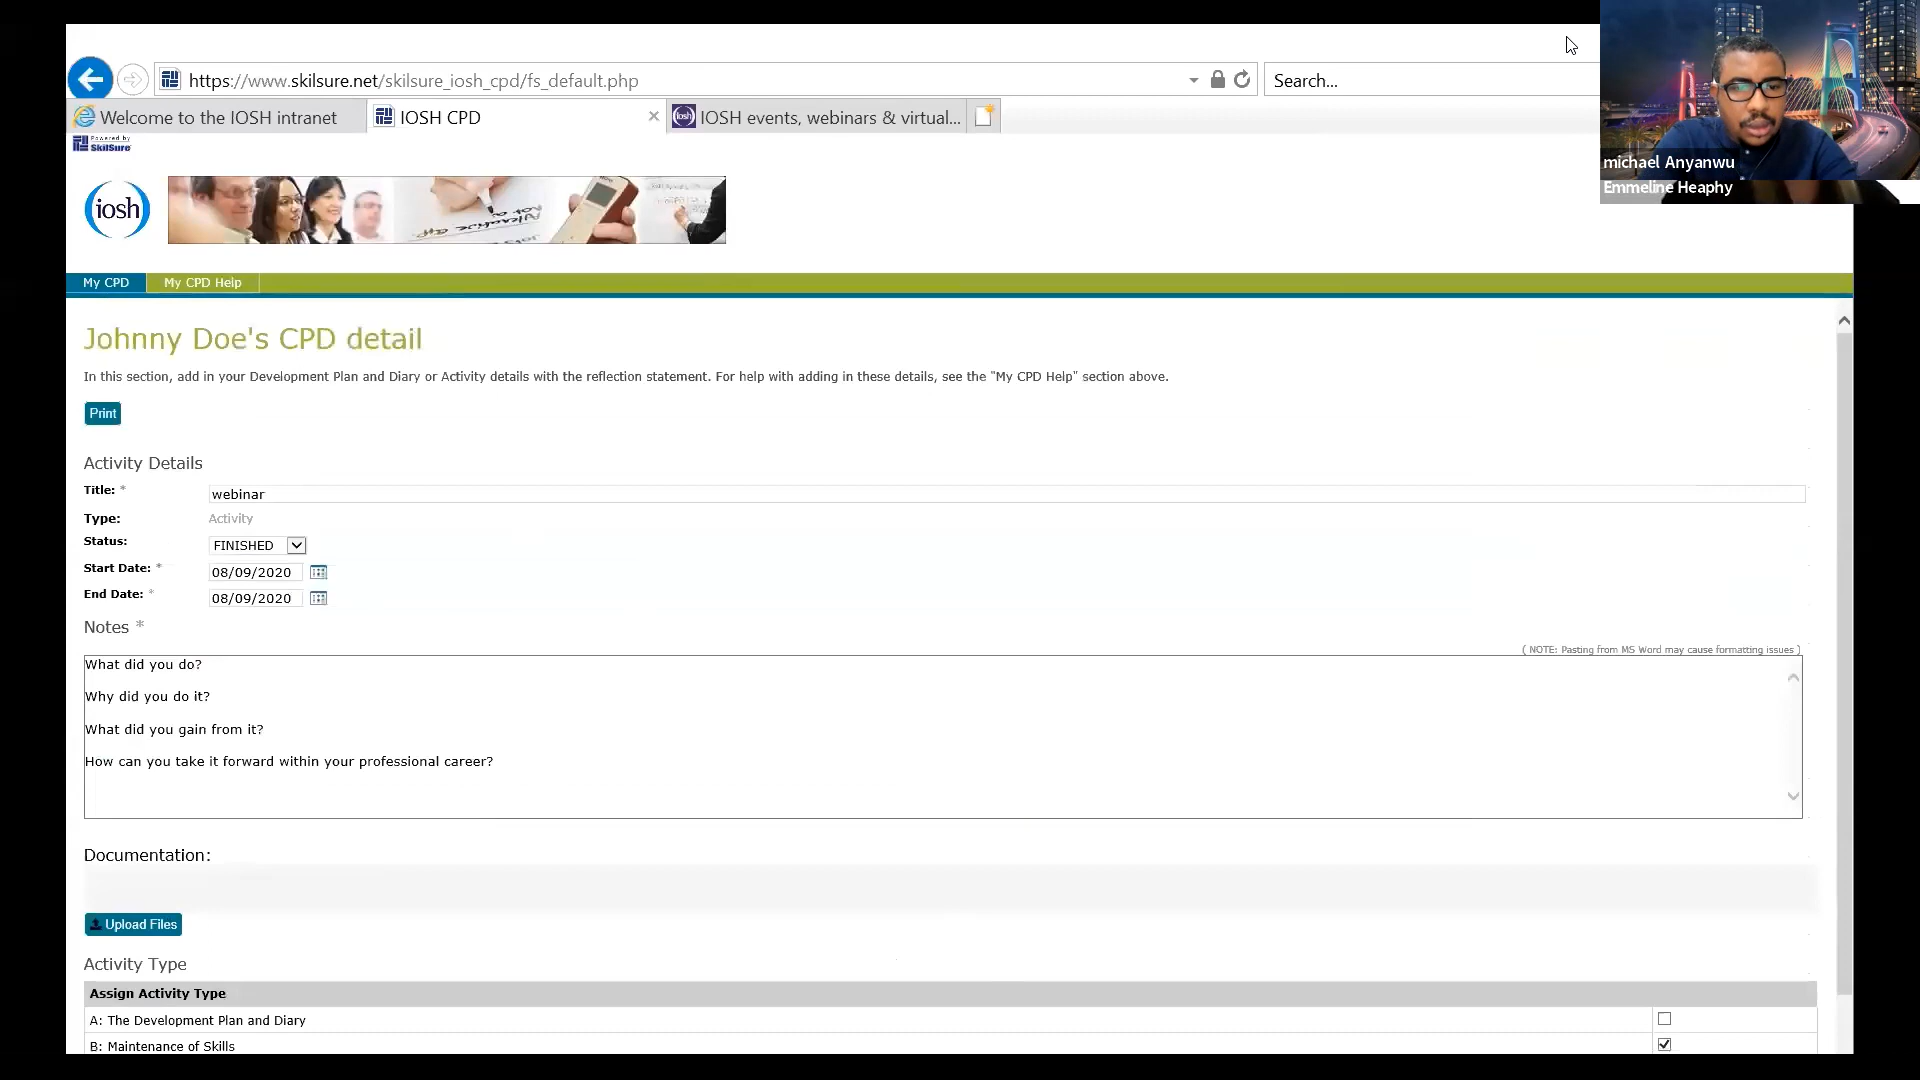 https://www.skilsure.net/skilsure_iosh_cpd/fs_default.php
Search...
Welcome to the IOSH intranet
IOSH CPD
iosh
IOSH events, webinars & virtual...
Powered by
SkilSure
iosh
michael Anyanwu
Emmeline Heaphy
My CPD
My CPD Help
Johnny Doe's CPD detail
In this section, add in your Development Plan and Diary or Activity details with the reflection statement. For help with adding in these details, see the "My CPD Help" section above.
Print
Activity Details
Title: * webinar
Type: Activity
Status: FINISHED
Start Date: * 08/09/2020
End Date: * 08/09/2020
Notes *
( NOTE: Pasting from MS Word may cause formatting issues )
What did you do?
Why did you do it?
What did you gain from it?
How can you take it forward within your professional career?
Documentation:
Upload Files
Activity Type
Assign Activity Type
A: The Development Plan and Diary
B: Maintenance of Skills